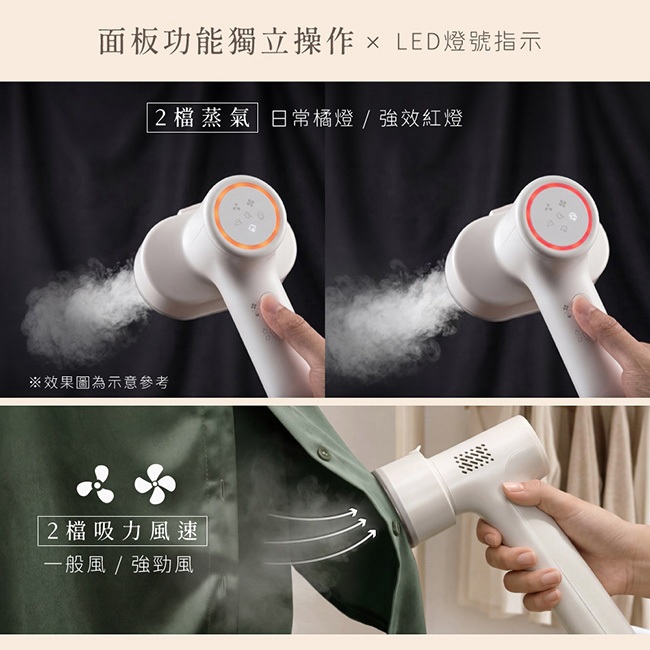 面板功能獨立操作 × LED燈號指示
2檔蒸氣 日常橘燈 / 強效紅燈
※效果圖為示意參考
2檔吸力風速
一般風 / 強勁風